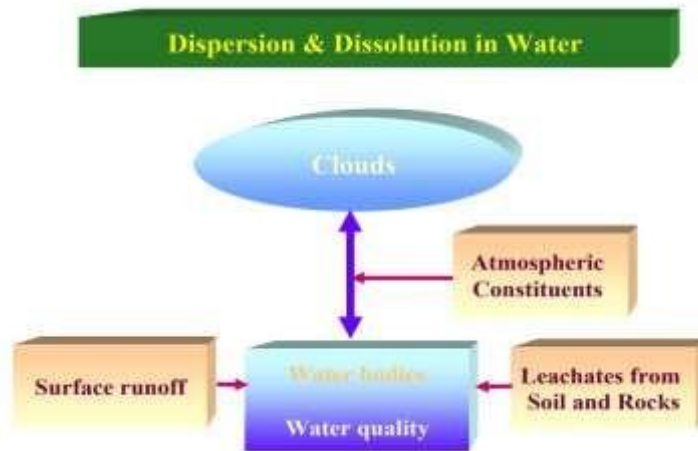 Dispersion & Dissolution in Water
Clouds
Atmospheric
Constituents
Surface runoff
Water bodies
Water quality
Leachates from
Soil and Rocks